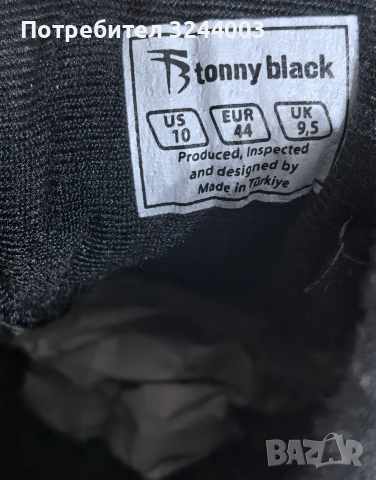 Потребител 3244003
tonny black
US EUR UK
10 44 9,5
Produced, Inspected
and designed by
Made in Türkiye
BAZAR